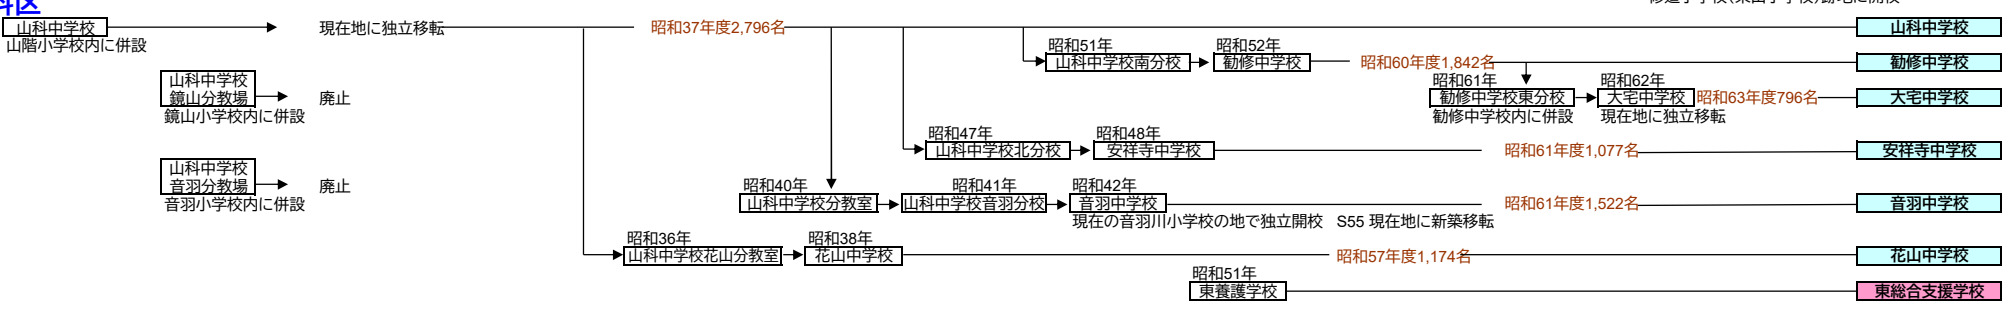 科区
山科中学校
山階小学校内に併設
現在地に独立移転
昭和37年度2,796名
山科中学校
昭和51年
山科中学校南分校
昭和52年
勧修中学校
昭和60年度1,842名
勧修中学校
山科中学校
鏡山分教場
鏡山小学校内に併設
廃止
昭和61年
勧修中学校東分校
勧修中学校内に併設
昭和62年
大宅中学校
現在地に独立移転
昭和63年度796名
大宅中学校
昭和47年
山科中学校北分校
昭和48年
安祥寺中学校
昭和61年度1,077名
安祥寺中学校
山科中学校
音羽分教場
音羽小学校内に併設
廃止
昭和40年
山科中学校分教室
昭和41年
山科中学校音羽分校
昭和42年
音羽中学校
現在の音羽川小学校の地で独立開校 S55 現在地に新築移転
昭和61年度1,522名
音羽中学校
昭和36年
山科中学校花山分教室
昭和38年
花山中学校
昭和57年度1,174名
花山中学校
昭和51年
東養護学校
東総合支援学校